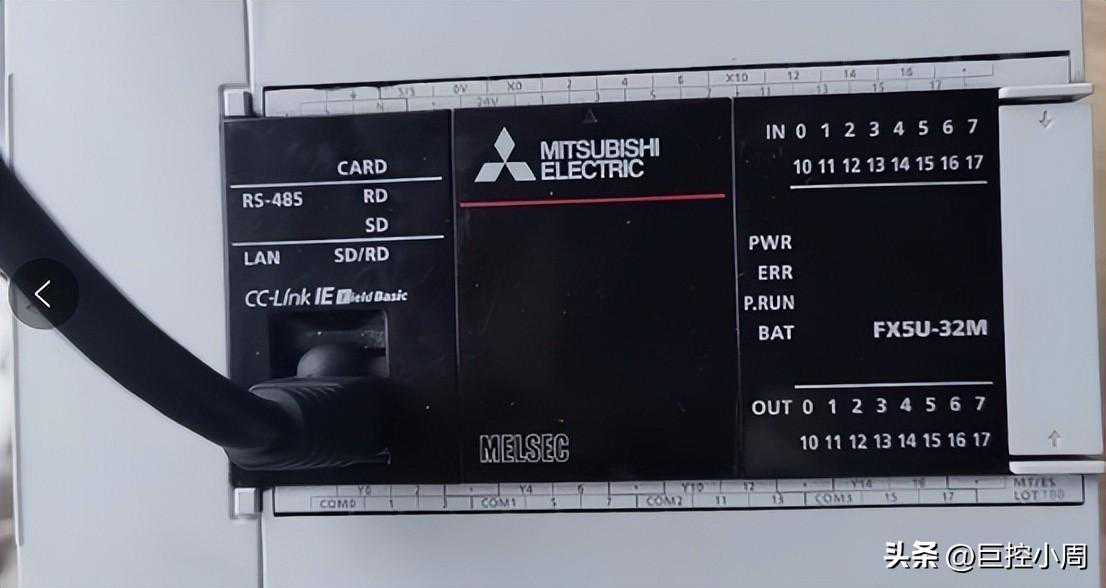 S/S 0V X0 2 4 6 X10 12 14 16
N 24V 1 3 5 7 11 13 15 17
CARD
RS-485 RD
SD
LAN SD/RD
CC-Link IE Field Basic
MITSUBISHI
ELECTRIC
MELSEC
IN 0 1 2 3 4 5 6 7
10 11 12 13 14 15 16 17
PWR
ERR
P.RUN
BAT
FX5U-32M
OUT 0 1 2 3 4 5 6 7
10 11 12 13 14 15 16 17
Y0 2 Y4 6 Y10 12 Y14 16 MT/ES
COM0 1 3 COM1 5 7 COM2 11 13 COM3 15 17
头条 @巨控小周